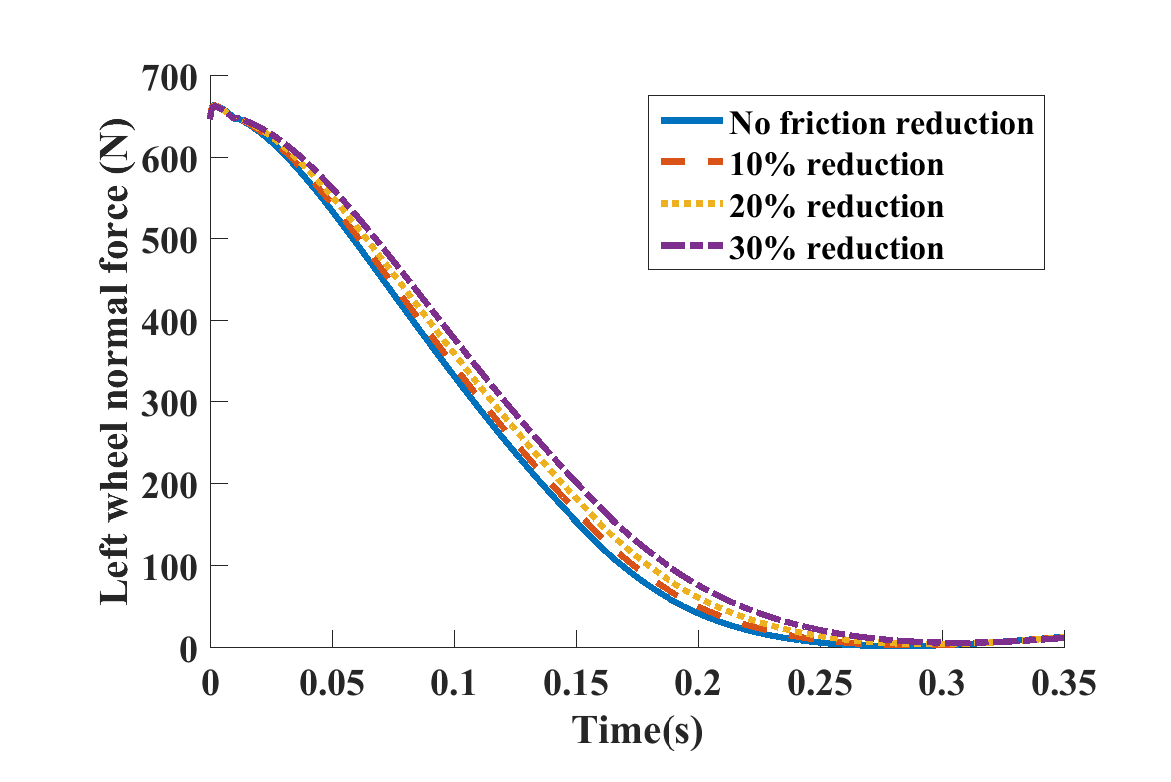 700
600
500
400
300
200
100
0
Left wheel normal force (N)
No friction reduction
10% reduction
20% reduction
30% reduction
0 0.05 0.1 0.15 0.2 0.25 0.3 0.35
Time(s)